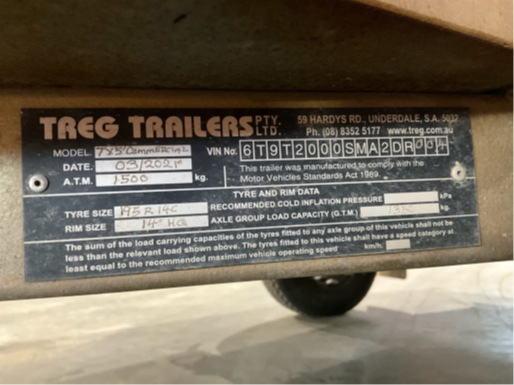 TREG TRAILERS PTY. LTD.
59 HARDYS RD., UNDERDALE, S.A. 5032
Ph. (08) 8352 5177 www.treg.com.au
MODEL
VIN No: 6T9T2000SMA2DR
DATE. 03/2021
This trailer was manufactured to comply with the
A.T.M. 1500 kg.
Motor Vehicles Standards Act 1989.
TYRE AND RIM DATA
RECOMMENDED COLD INFLATION PRESSURE kPa
TYRE SIZE R14C
AXLE GROUP LOAD CAPACITY (G.T.M.) kg
RIM SIZE 14" HQ
The sum of the load carrying capacities of the tyres fitted to any axle group of this vehicle shall not be
less than the relevant load shown above. The tyres fitted to this vehicle shall have a speed category at
least equal to the recommended maximum vehicle operating speed km/h.